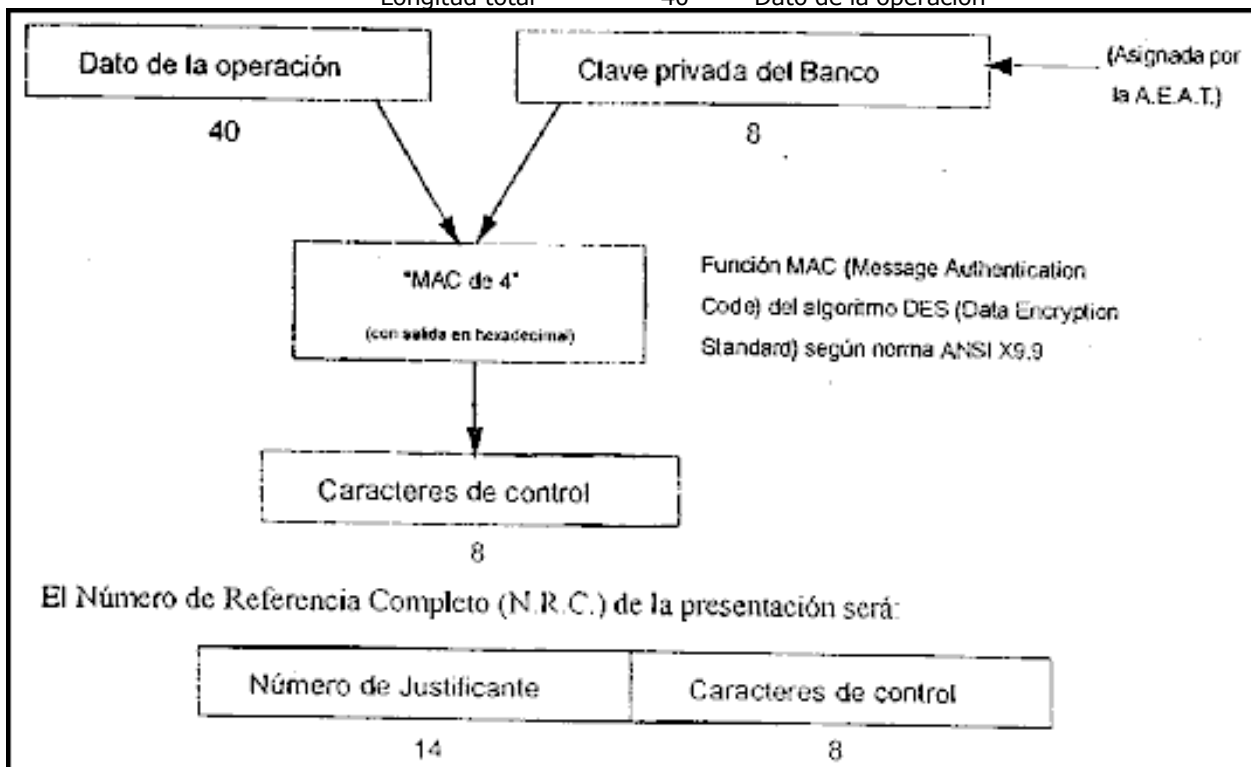 Longitud total 40 Dato de la operación
Dato de la operación
Clave privada del Banco
(Asignada por
la A.E.A.T.)
40
8
"MAC de 4"
(con salida en hexadecimal)
Función MAC (Message Authentication
Code) del algoritmo DES (Data Encryption
Standard) según norma ANSI X9.9
Caracteres de control
8
El Número de Referencia Completo (N.R.C.) de la presentación será:
Número de Justificante
Caracteres de control
14
8